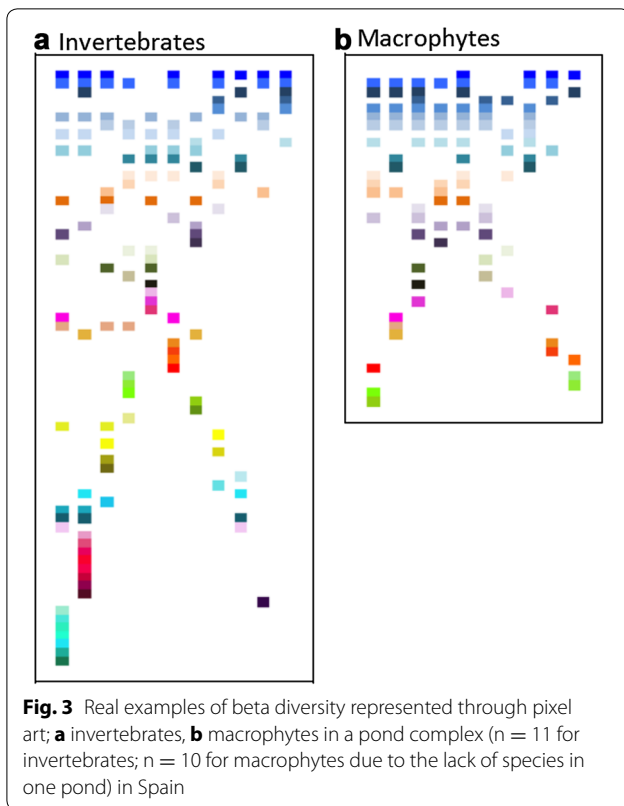 a Invertebrates
b Macrophytes
Fig. 3 Real examples of beta diversity represented through pixel
art; a invertebrates, b macrophytes in a pond complex (n = 11 for
invertebrates; n = 10 for macrophytes due to the lack of species in
one pond) in Spain